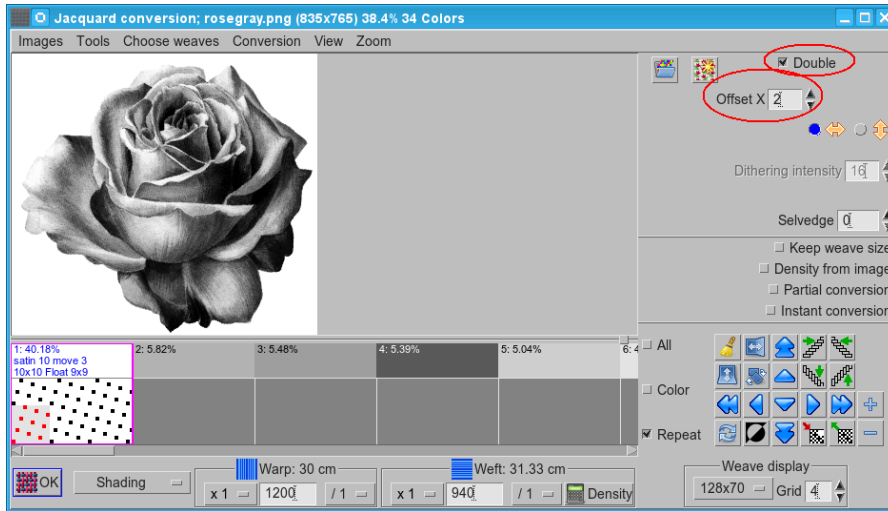 Jacquard conversion; rosegray.png (835x765) 38.4% 34 Colors
Images Tools Choose weaves Conversion View Zoom
Double
Offset X 2
Dithering intensity 16
Selvedge 0
Keep weave size
Density from image
Partial conversion
Instant conversion
1: 40.18% 2: 5.82% 3: 5.48% 4: 5.39% 5: 5.04% 6: 4
satin 10 move 3
10x10 Float 9x9
All
Color
Repeat
OK Shading
Warp: 30 cm
x 1 1200 / 1
Weft: 31.33 cm
x 1 940 / 1 Density
Weave display
128x70 Grid 4